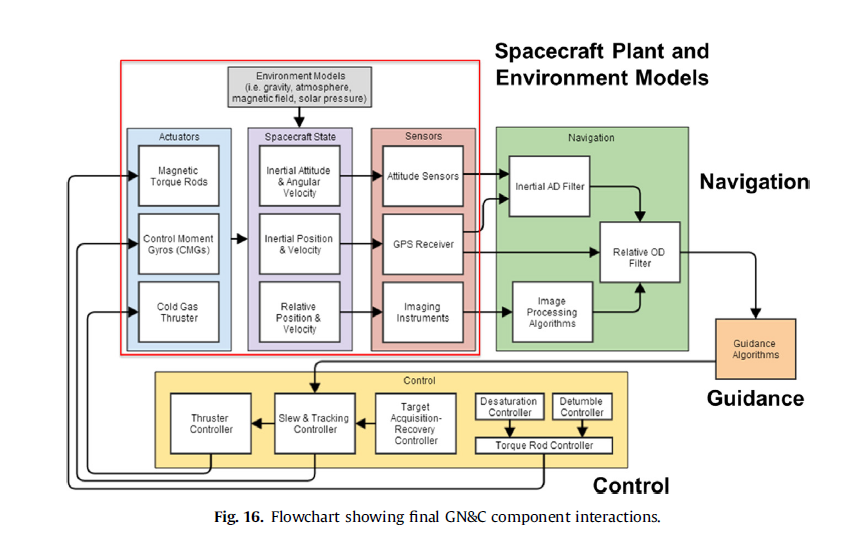 Spacecraft Plant and
Environment Models
Environment Models
(i.e. gravity, atmosphere,
magnetic field, solar pressure)
Actuators
Magnetic
Torque Rods
Control Moment
Gyros (CMGs)
Cold Gas
Thruster
Spacecraft State
Inertial Attitude
& Angular
Velocity
Inertial Position
& Velocity
Relative
Position &
Velocity
Sensors
Attitude Sensors
GPS Receiver
Imaging
Instruments
Navigation
Inertial AD Filter
Relative OD
Filter
Image
Processing
Algorithms
Navigation
Guidance
Algorithms
Guidance
Control
Thruster
Controller
Slew & Tracking
Controller
Target
Acquisition-
Recovery
Controller
Desaturation
Controller
Detumble
Controller
Torque Rod Controller
Control
Fig. 16. Flowchart showing final GN&C component interactions.